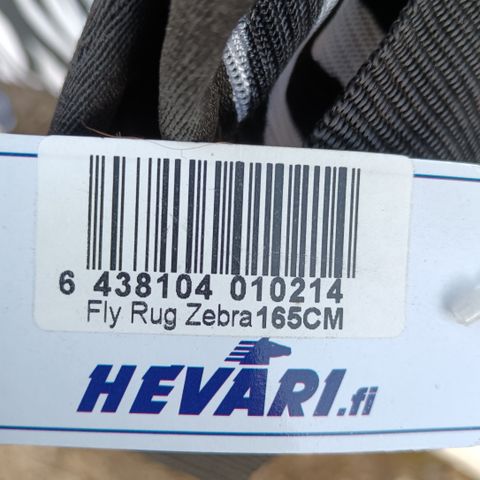 6 438104 010214
Fly Rug Zebra 165CM
HEVARI.fi